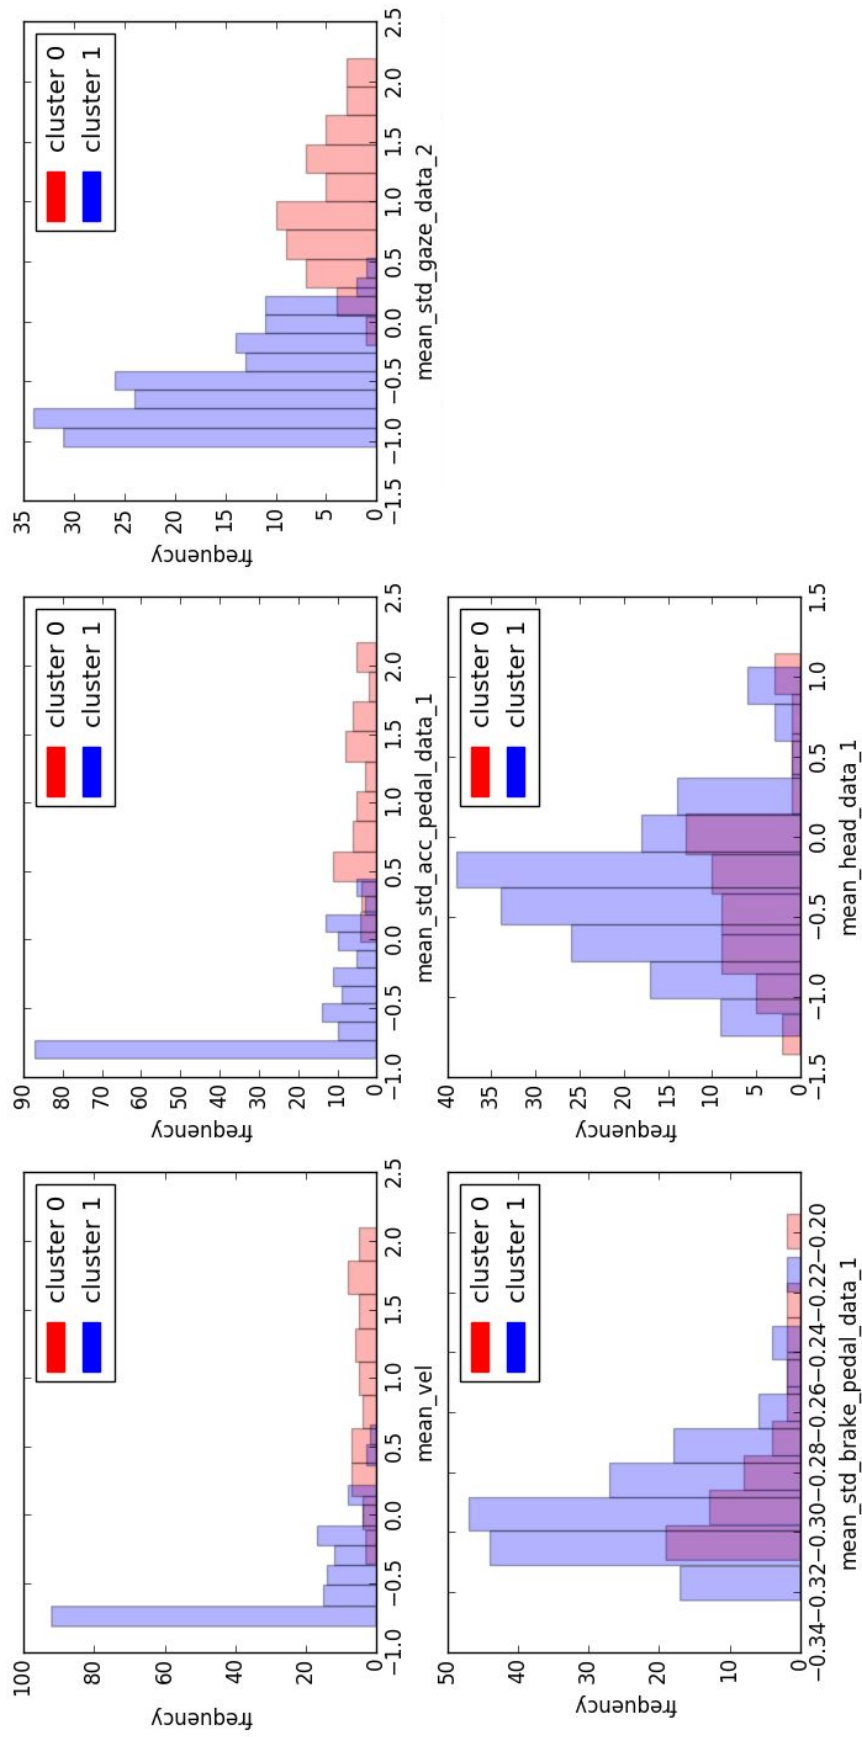 100
80
60
40
20
0
frequency
cluster 0
cluster 1
−1.0 −0.5 0.0 0.5 1.0 1.5 2.0 2.5
mean_vel
90
80
70
60
50
40
30
20
10
0
frequency
cluster 0
cluster 1
−1.0 −0.5 0.0 0.5 1.0 1.5 2.0 2.5
mean_std_acc_pedal_data_1
35
30
25
20
15
10
5
0
frequency
cluster 0
cluster 1
−1.5 −1.0 −0.5 0.0 0.5 1.0 1.5 2.0 2.5
mean_std_gaze_data_2
50
40
30
20
10
0
frequency
cluster 0
cluster 1
−0.34−0.32−0.30−0.28−0.26−0.24−0.22−0.20
mean_std_brake_pedal_data_1
40
35
30
25
20
15
10
5
0
frequency
cluster 0
cluster 1
−1.5 −1.0 −0.5 0.0 0.5 1.0 1.5
mean_head_data_1